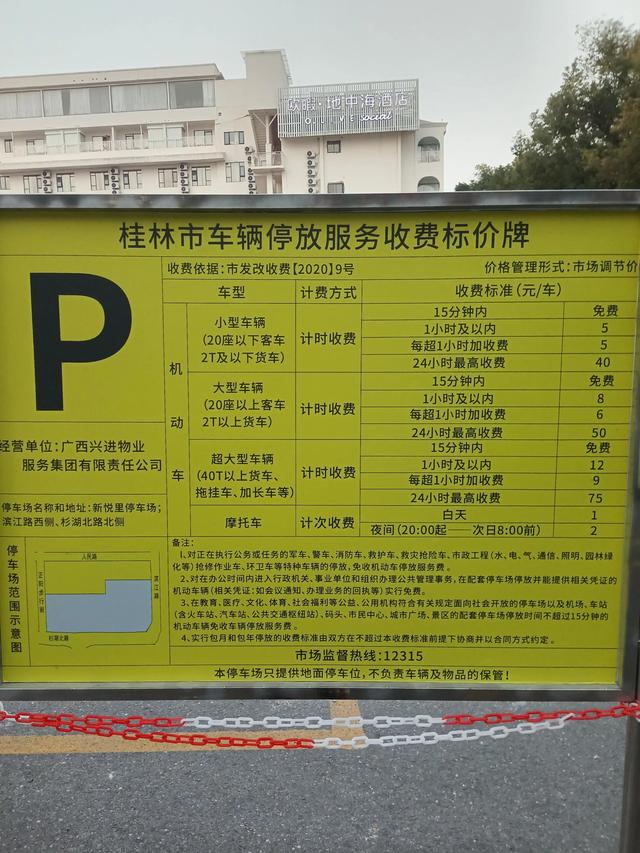 欣暇·地中海酒店
OLIVE social
桂林市车辆停放服务收费标价牌
P
收费依据:市发改收费【2020】9号
价格管理形式:市场调节价
车型
计费方式
收费标准(元/车)
机动车
小型车辆
(20座以下客车
2T及以下货车)
计时收费
15分钟内 免费
1小时及以内 5
每超1小时加收费 5
24小时最高收费 40
大型车辆
(20座以上客车
2T以上货车)
计时收费
15分钟内 免费
1小时及以内 8
每超1小时加收费 6
24小时最高收费 50
超大型车辆
(40T以上货车、
拖挂车、加长车等)
计时收费
15分钟内 免费
1小时及以内 12
每超1小时加收费 9
24小时最高收费 75
摩托车
计次收费
白天 1
夜间(20:00起——次日8:00前) 2
经营单位:广西兴进物业
服务集团有限责任公司
停车场名称和地址:新悦里停车场;
滨江路西侧、杉湖北路北侧
停车场范围示意图
人民路
正阳步行街
滨江路
杉湖北路
备注:
1、对正在执行公务或任务的军车、警车、消防车、救护车、救灾抢险车、市政工程(水、电、气、通信、照明、园林绿
化等)抢修作业车、环卫车等特种车辆的停放,免收机动车停放服务费。
2、对在办公时间内进入行政机关、事业单位和组织办理公共管理事务,在配套停车场停放并能提供相关凭证的
机动车辆(相关凭证:如会议通知、办理业务的回执等)实行免费。
3、在教育、医疗、文化、体育、社会福利等公益、公用机构符合有关规定面向社会开放的停车场以及机场、车站
(含火车站、汽车站、公共交通枢纽站)、码头、市民中心、城市广场、景区的配套停车场停放时间不超过15分钟的
机动车辆免收车辆停放服务费。
4、实行包月和包年停放的收费标准由双方在不超过本收费标准前提下协商并以合同方式约定。
市场监督热线:12315
本停车场只提供地面停车位,不负责车辆及物品的保管!